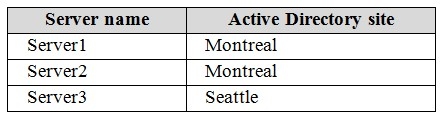 Server name Active Directory site
Server1 Montreal
Server2 Montreal
Server3 Seattle